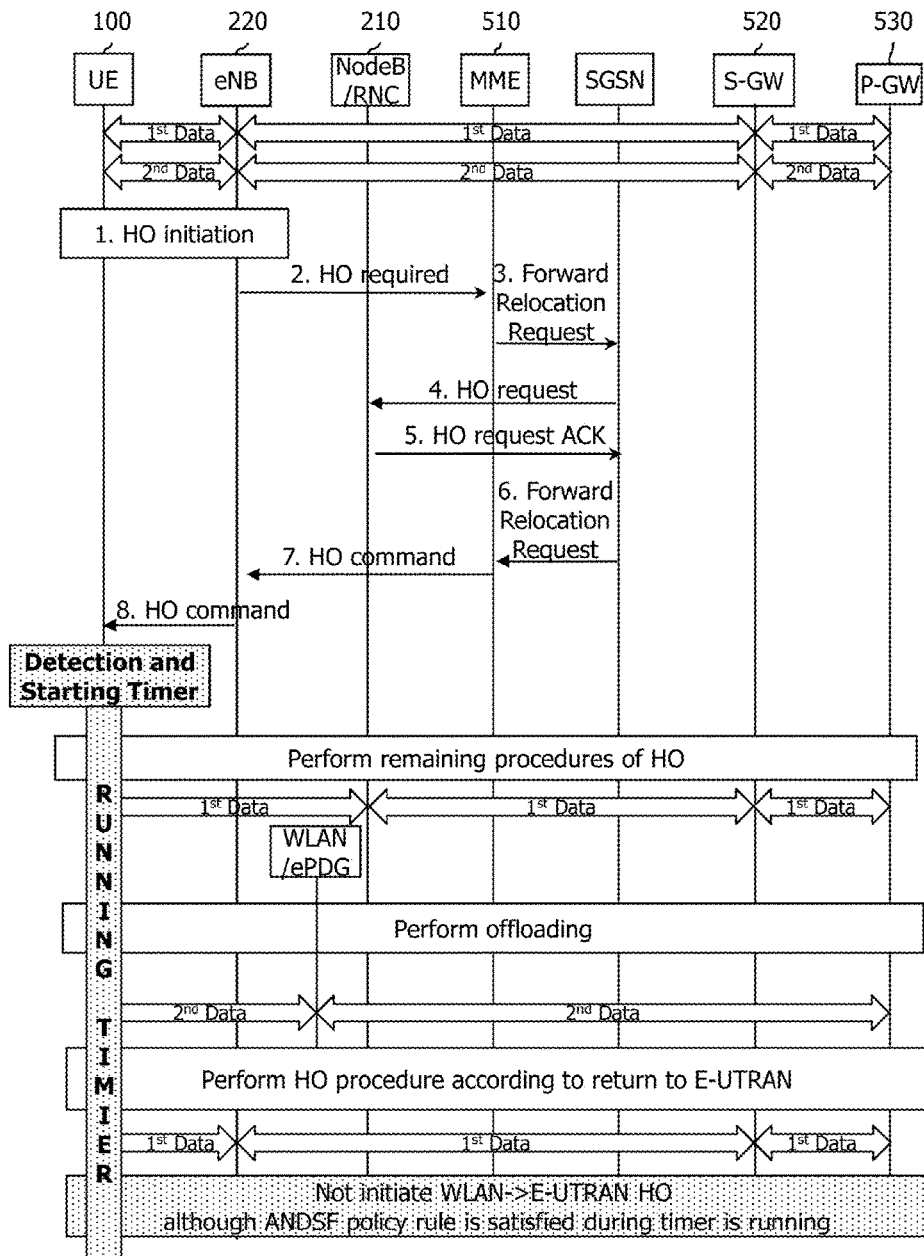 100 220 210 510 520 530
UE eNB NodeB /RNC MME SGSN S-GW P-GW
1st Data 1st Data 1st Data
2nd Data 2nd Data 2nd Data
1. HO initiation
2. HO required
3. Forward
Relocation
Request
4. HO request
5. HO request ACK
6. Forward
Relocation
Request
7. HO command
8. HO command
Detection and
Starting Timer
Perform remaining procedures of HO
1st Data 1st Data 1st Data
WLAN
/ePDG
RUNNING TIMIER
Perform offloading
2nd Data 2nd Data
Perform HO procedure according to return to E-UTRAN
1st Data 1st Data 1st Data
Not initiate WLAN->E-UTRAN HO
although ANDSF policy rule is satisfied during timer is running